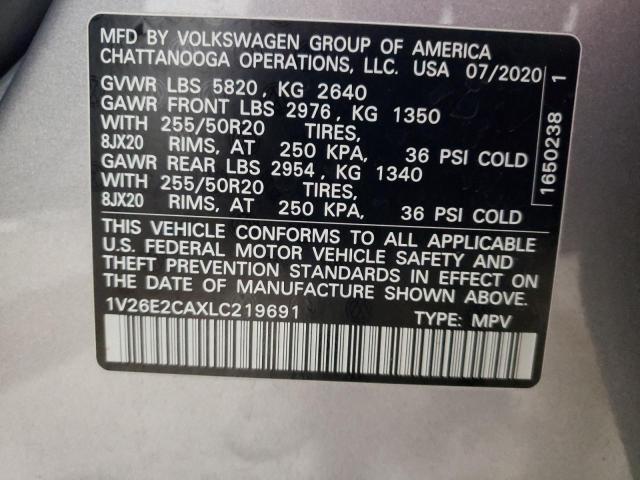 MFD BY VOLKSWAGEN GROUP OF AMERICA
CHATTANOOGA OPERATIONS, LLC. USA 07/2020
GVWR LBS 5820, KG 2640
GAWR FRONT LBS 2976, KG 1350
WITH 255/50R20 TIRES,
8JX20 RIMS, AT 250 KPA, 36 PSI COLD
GAWR REAR LBS 2954, KG 1340
WITH 255/50R20 TIRES,
8JX20 RIMS, AT 250 KPA, 36 PSI COLD
THIS VEHICLE CONFORMS TO ALL APPLICABLE
U.S. FEDERAL MOTOR VEHICLE SAFETY AND
THEFT PREVENTION STANDARDS IN EFFECT ON
THE DATE OF MANUFACTURE SHOWN ABOVE.
1V26E2CAXLC219691 TYPE: MPV
1650238 1